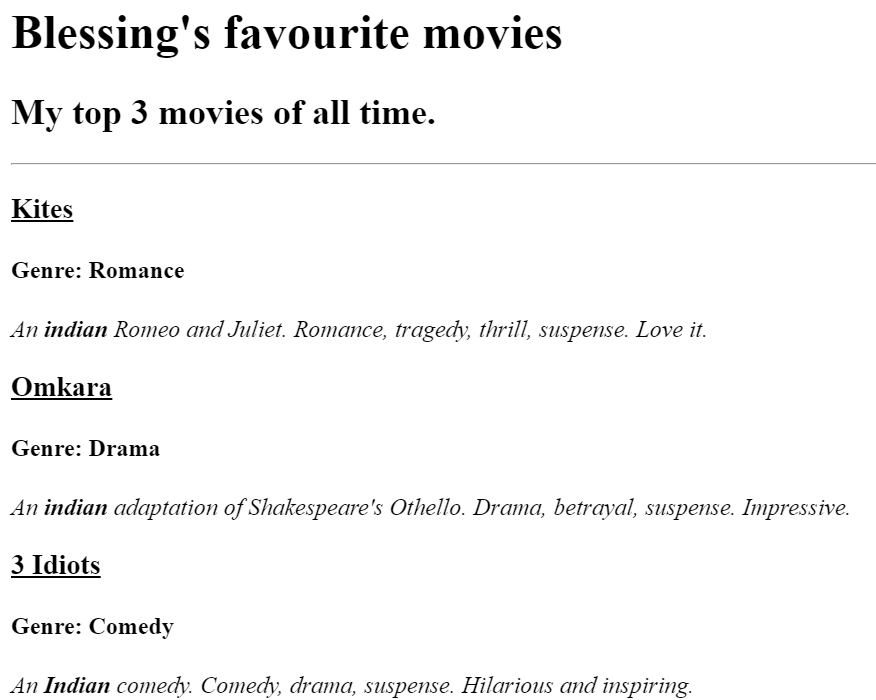 Blessing's favourite movies
My top 3 movies of all time.
Kites
Genre: Romance
An indian Romeo and Juliet. Romance, tragedy, thrill, suspense. Love it.
Omkara
Genre: Drama
An indian adaptation of Shakespeare's Othello. Drama, betrayal, suspense. Impressive.
3 Idiots
Genre: Comedy
An Indian comedy. Comedy, drama, suspense. Hilarious and inspiring.